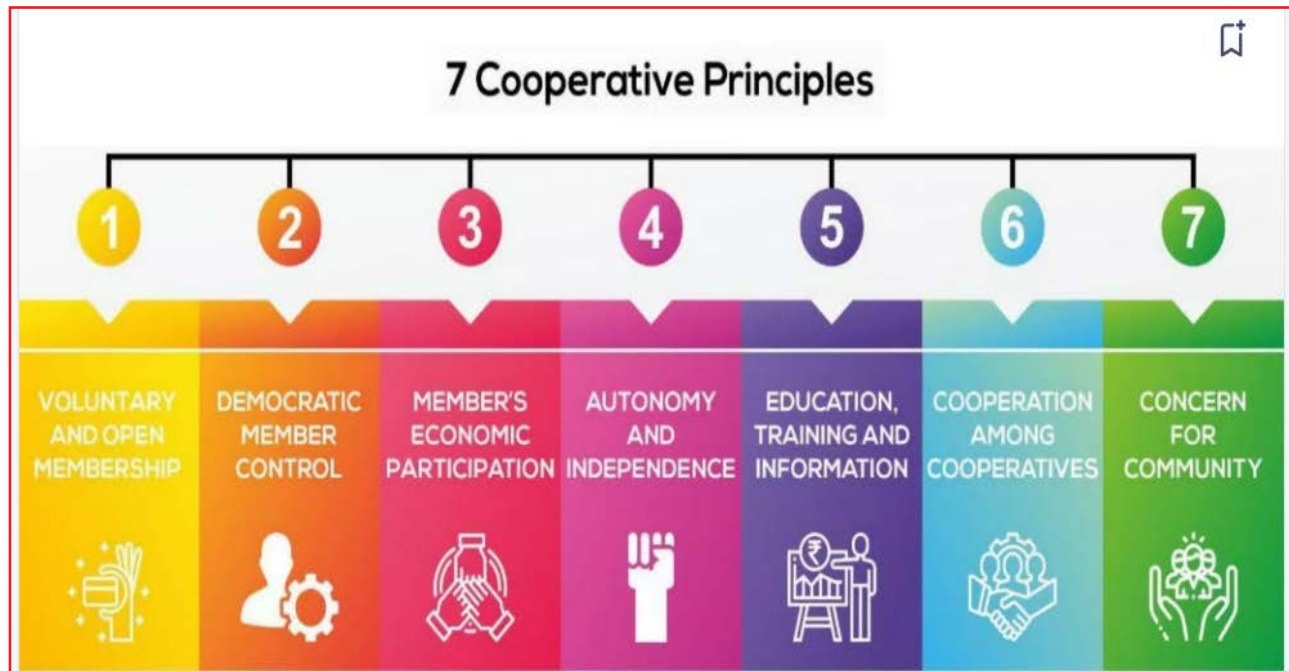 7 Cooperative Principles
1
2
3
4
5
6
7
VOLUNTARY
AND OPEN
MEMBERSHIP
DEMOCRATIC
MEMBER
CONTROL
MEMBER'S
ECONOMIC
PARTICIPATION
AUTONOMY
AND
INDEPENDENCE
EDUCATION,
TRAINING AND
INFORMATION
COOPERATION
AMONG
COOPERATIVES
CONCERN
FOR
COMMUNITY
₹